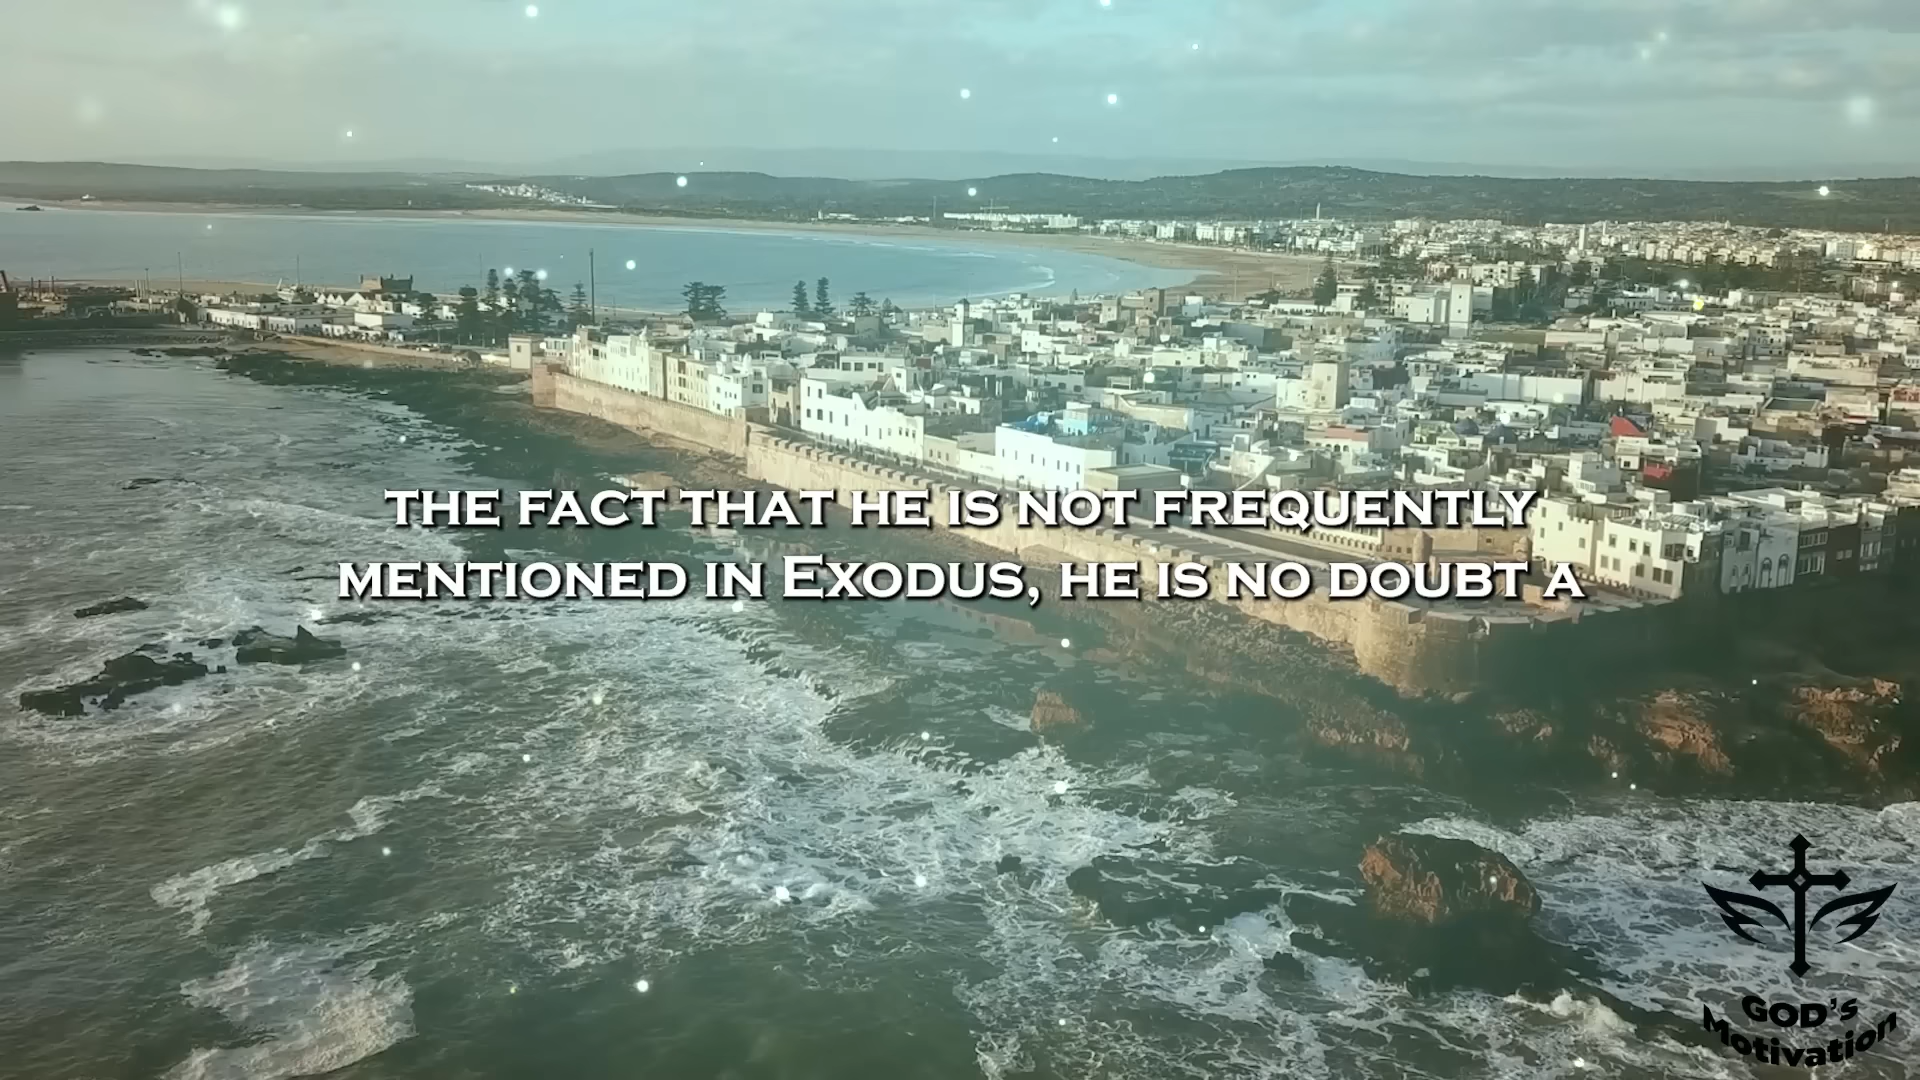 THE FACT THAT HE IS NOT FREQUENTLY
MENTIONED IN EXODUS, HE IS NO DOUBT A
GOD'S
Motivation